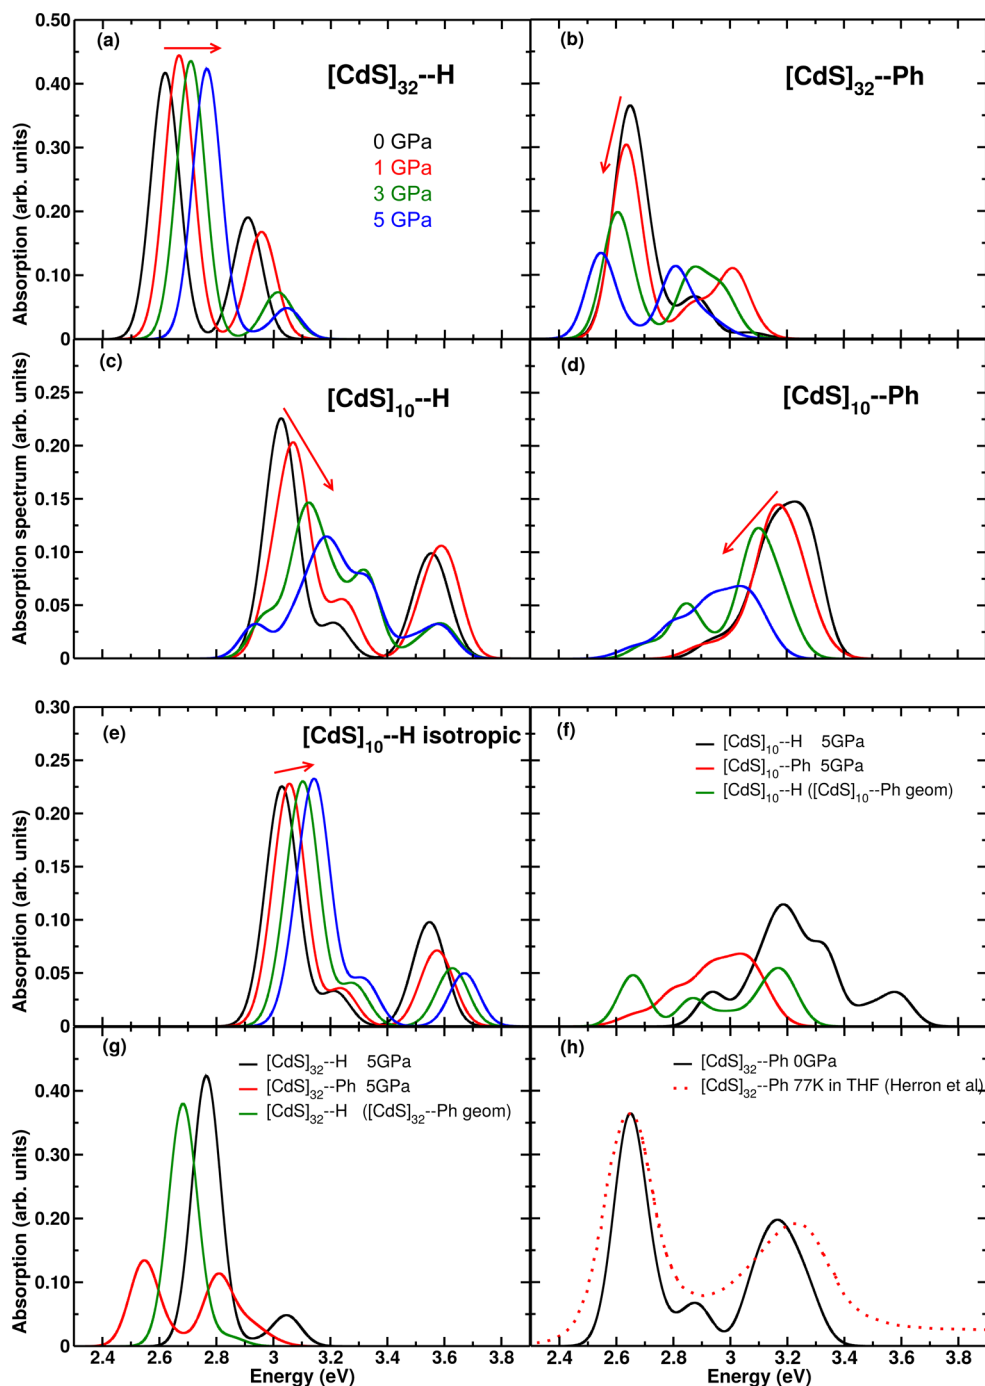 (a)
[CdS]32--H
0 GPa
1 GPa
3 GPa
5 GPa
0.50
0.40
0.30
0.20
0.10
0
Absorption (arb. units)
(b)
[CdS]32--Ph
(c)
[CdS]10--H
0.25
0.20
0.15
0.10
0.05
0
Absorption spectrum (arb. units)
(d)
[CdS]10--Ph
(e)
[CdS]10--H isotropic
0.30
0.25
0.20
0.15
0.10
0.05
0
Absorption (arb. units)
(f)
[CdS]10--H 5GPa
[CdS]10--Ph 5GPa
[CdS]10--H ([CdS]10--Ph geom)
(g)
[CdS]32--H 5GPa
[CdS]32--Ph 5GPa
[CdS]32--H ([CdS]32--Ph geom)
0.40
0.30
0.20
0.10
0
Absorption (arb. units)
2.4 2.6 2.8 3 3.2 3.4 3.6 3.8
Energy (eV)
(h)
[CdS]32--Ph 0GPa
[CdS]32--Ph 77K in THF (Herron et al)
2.4 2.6 2.8 3 3.2 3.4 3.6 3.8
Energy (eV)